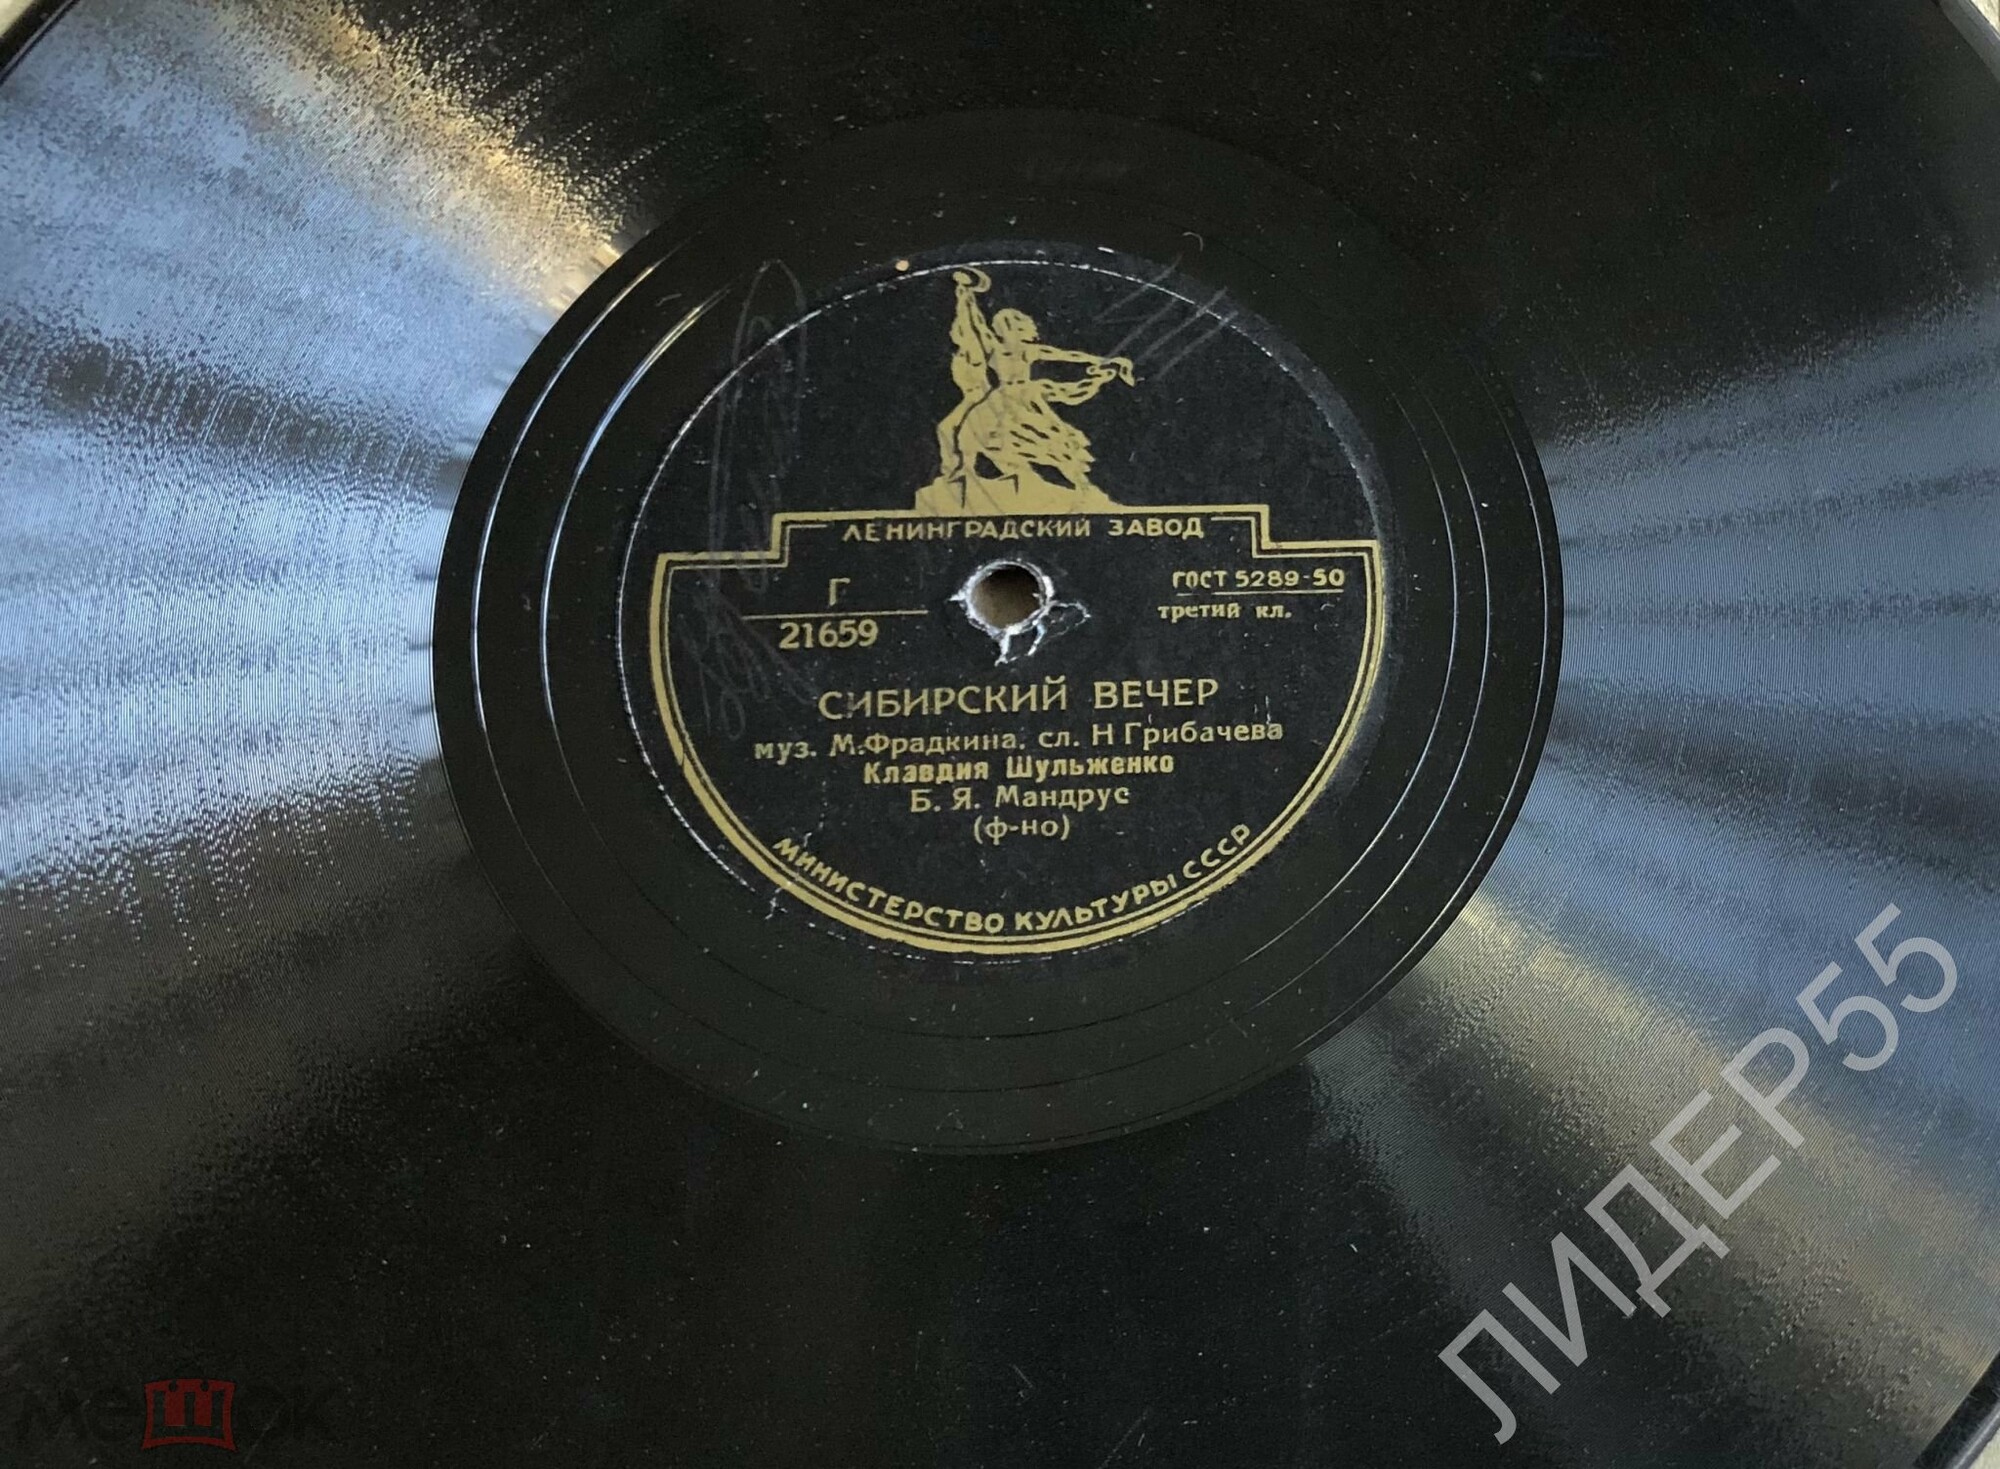 ЛЕНИНГРАДСКИЙ ЗАВОД
Г
21659
ГОСТ 5289-50
третий кл.
СИБИРСКИЙ ВЕЧЕР
муз. М.Фрадкина, сл. Н Грибачева
Клавдия Шульженко
Б. Я. Мандрус
(ф-но)
МИНИСТЕРСТВО КУЛЬТУРЫ СССР
ЛИДЕР55
мешок